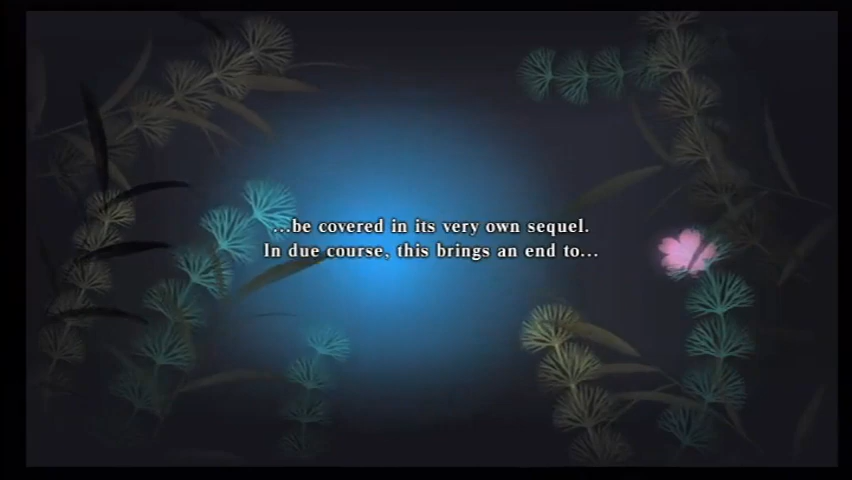 ...be covered in its very own sequel.
In due course, this brings an end to...